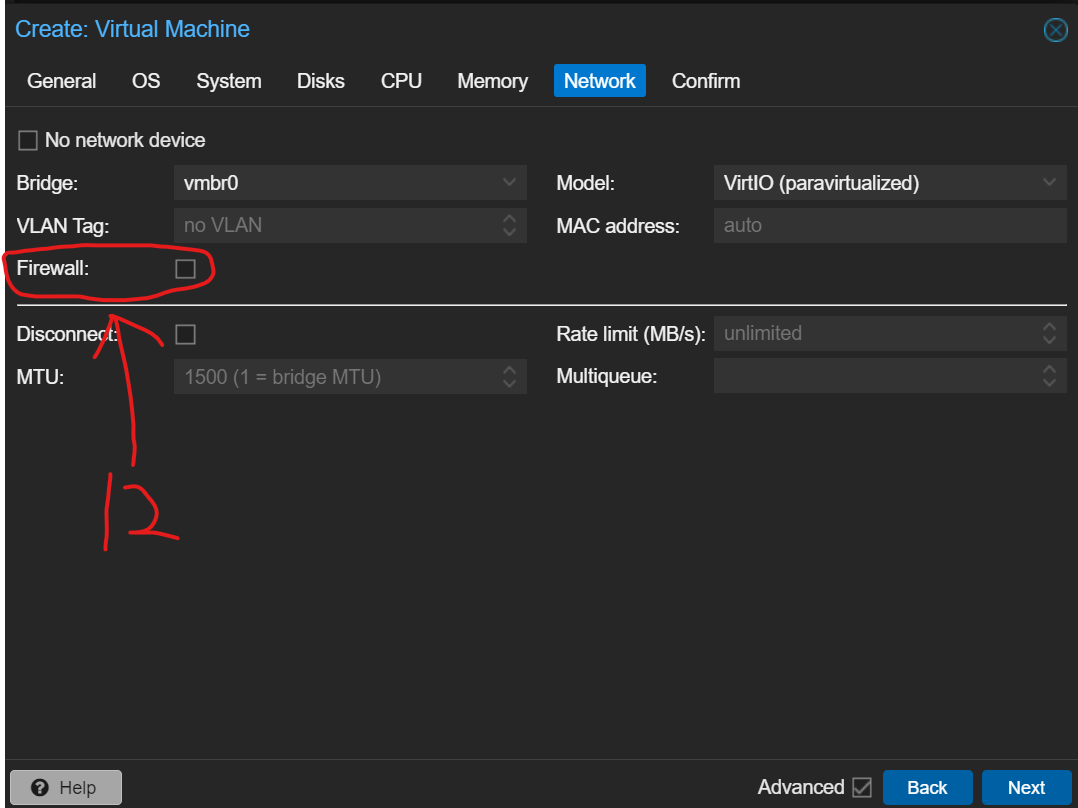 Create: Virtual Machine
General OS System Disks CPU Memory Network Confirm
No network device
Bridge: vmbr0 Model: VirtIO (paravirtualized)
VLAN Tag: no VLAN MAC address: auto
Firewall:
Disconnect: Rate limit (MB/s): unlimited
MTU: 1500 (1 = bridge MTU) Multiqueue:
12
? Help Advanced Back Next